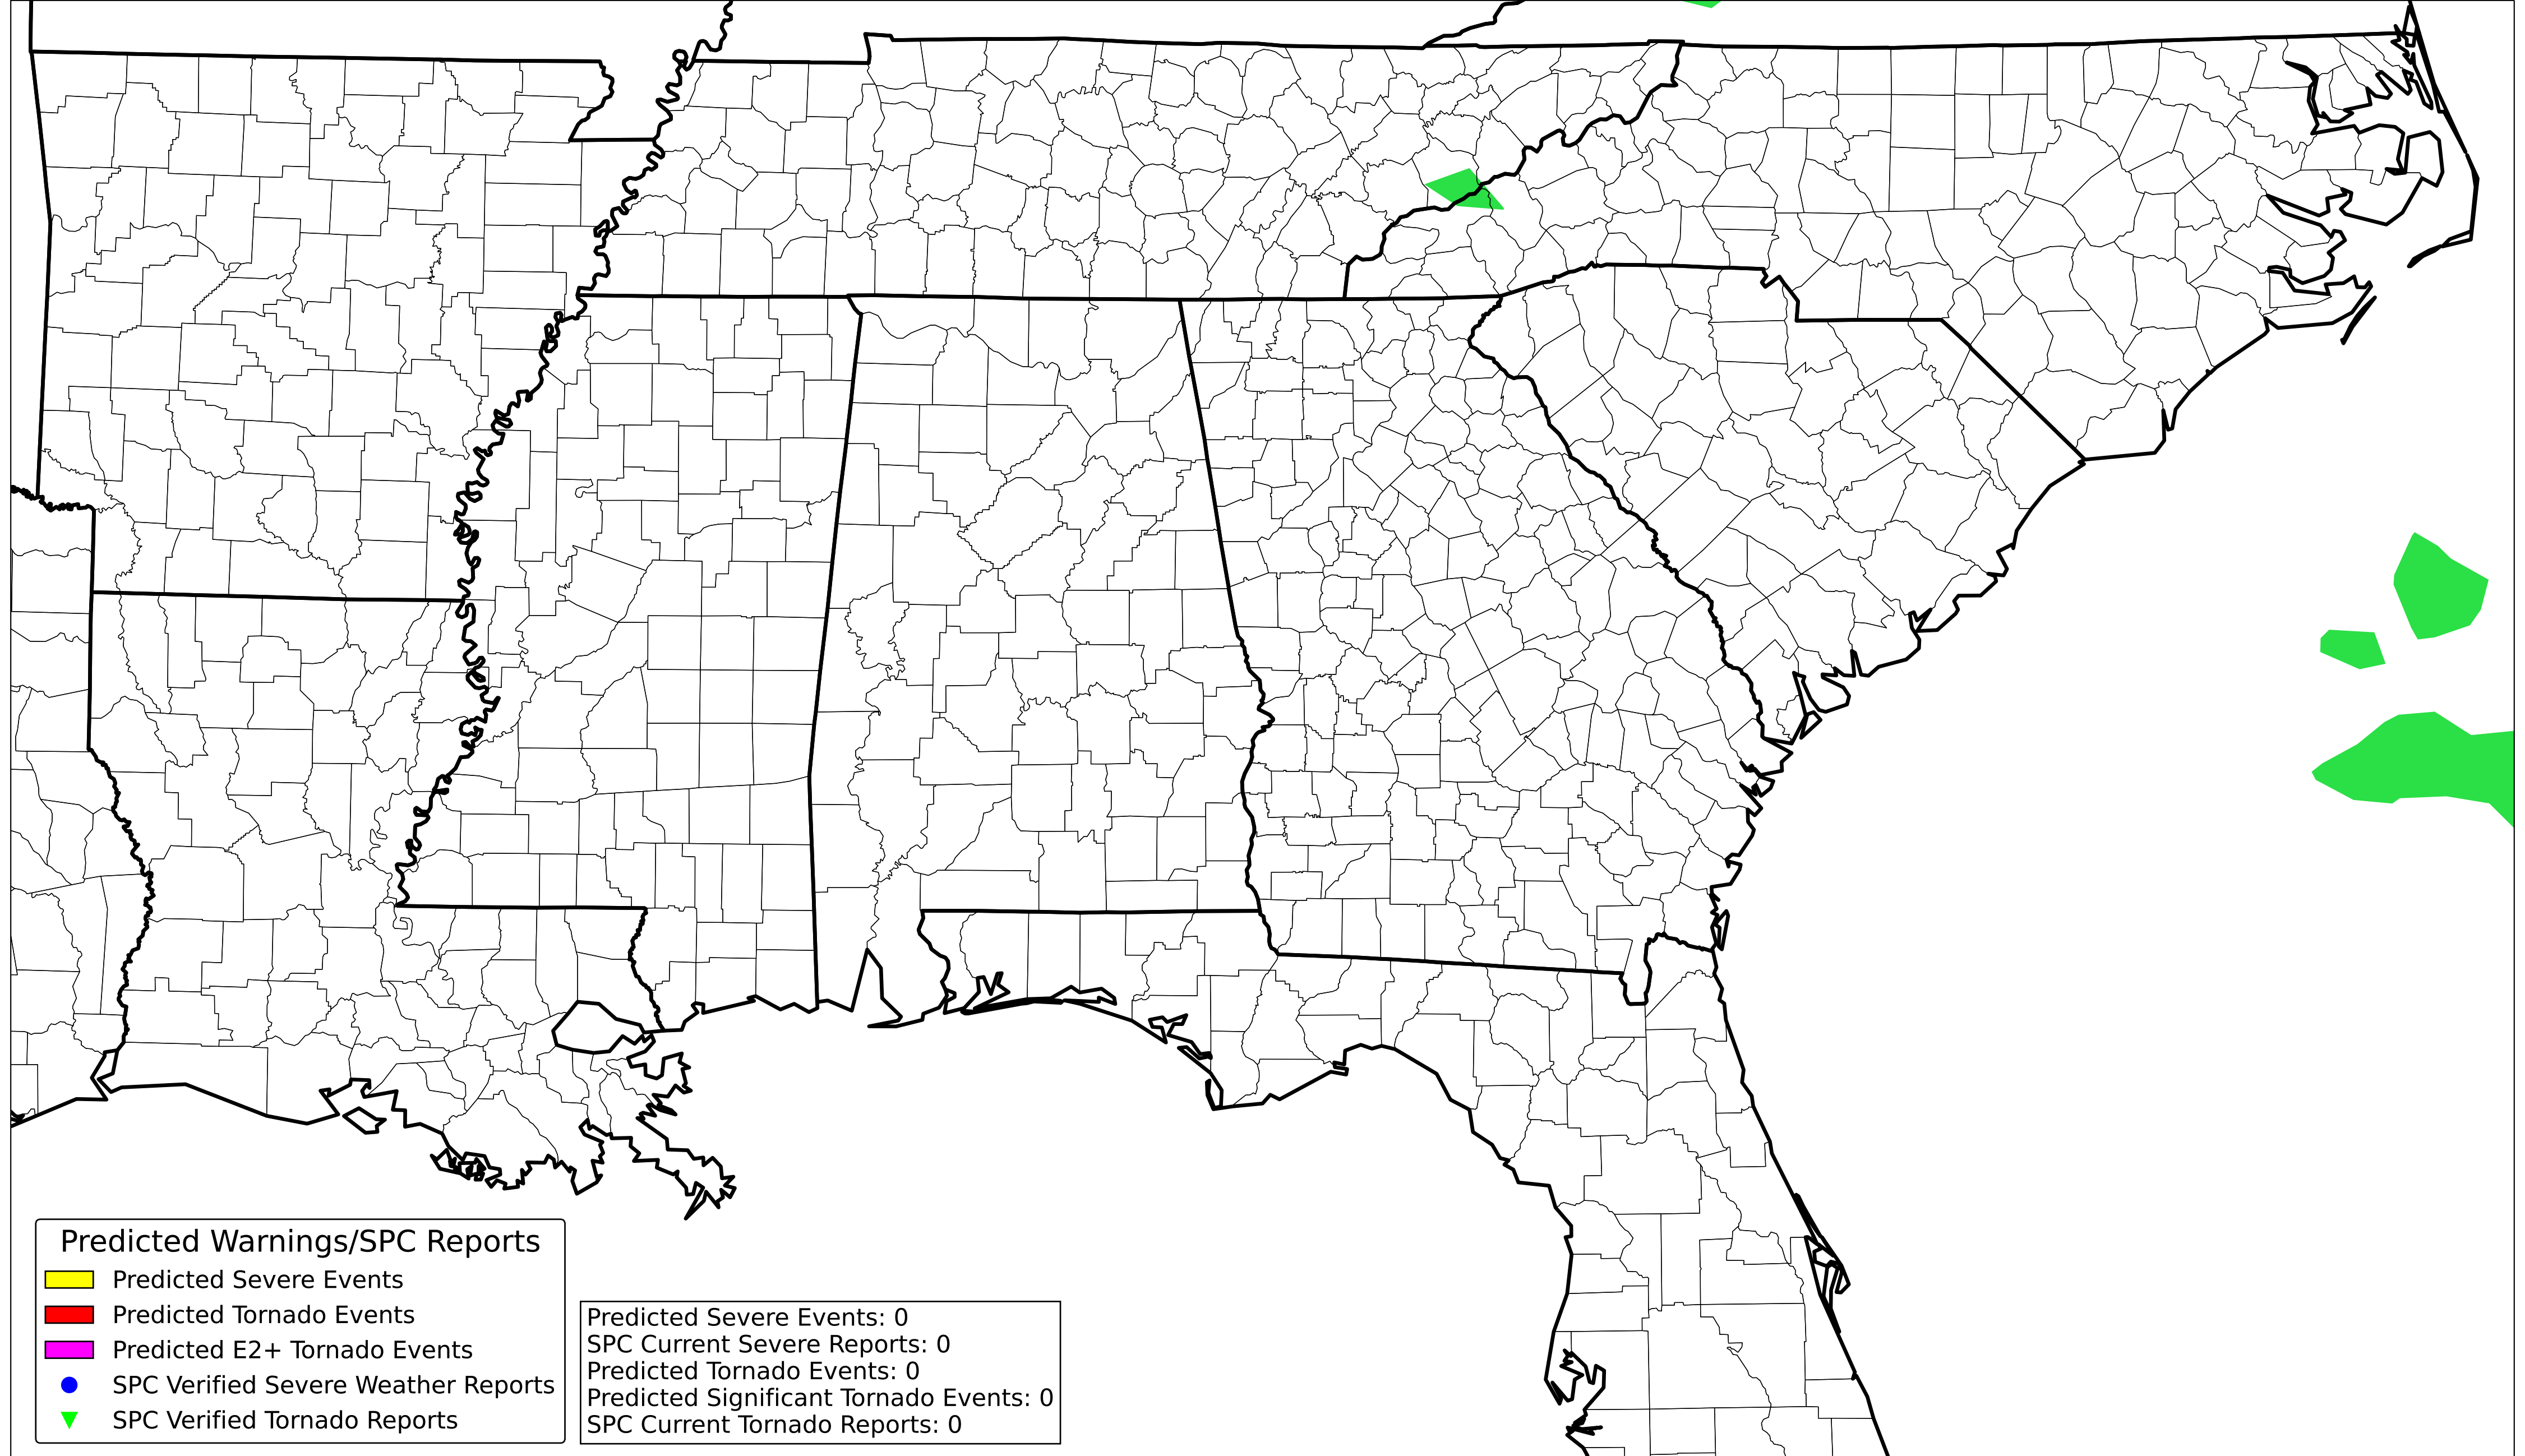 Predicted Warnings/SPC Reports
Predicted Severe Events
Predicted Tornado Events
Predicted E2+ Tornado Events
SPC Verified Severe Weather Reports
SPC Verified Tornado Reports
Predicted Severe Events: 0
SPC Current Severe Reports: 0
Predicted Tornado Events: 0
Predicted Significant Tornado Events: 0
SPC Current Tornado Reports: 0